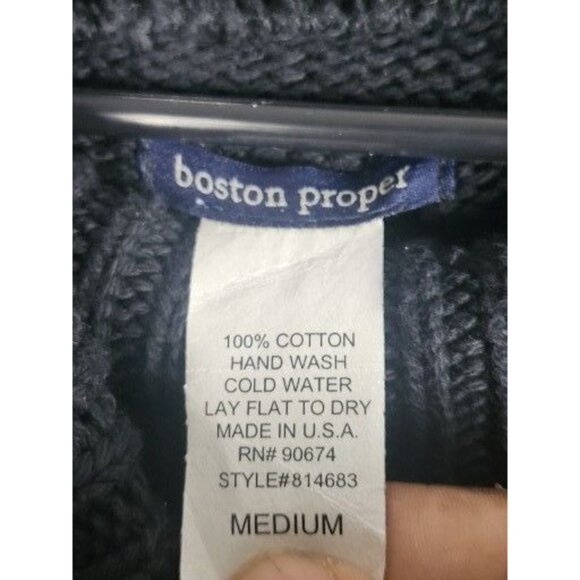 boston proper
100% COTTON
HAND WASH
COLD WATER
LAY FLAT TO DRY
MADE IN U.S.A.
RN# 90674
STYLE#814683
MEDIUM